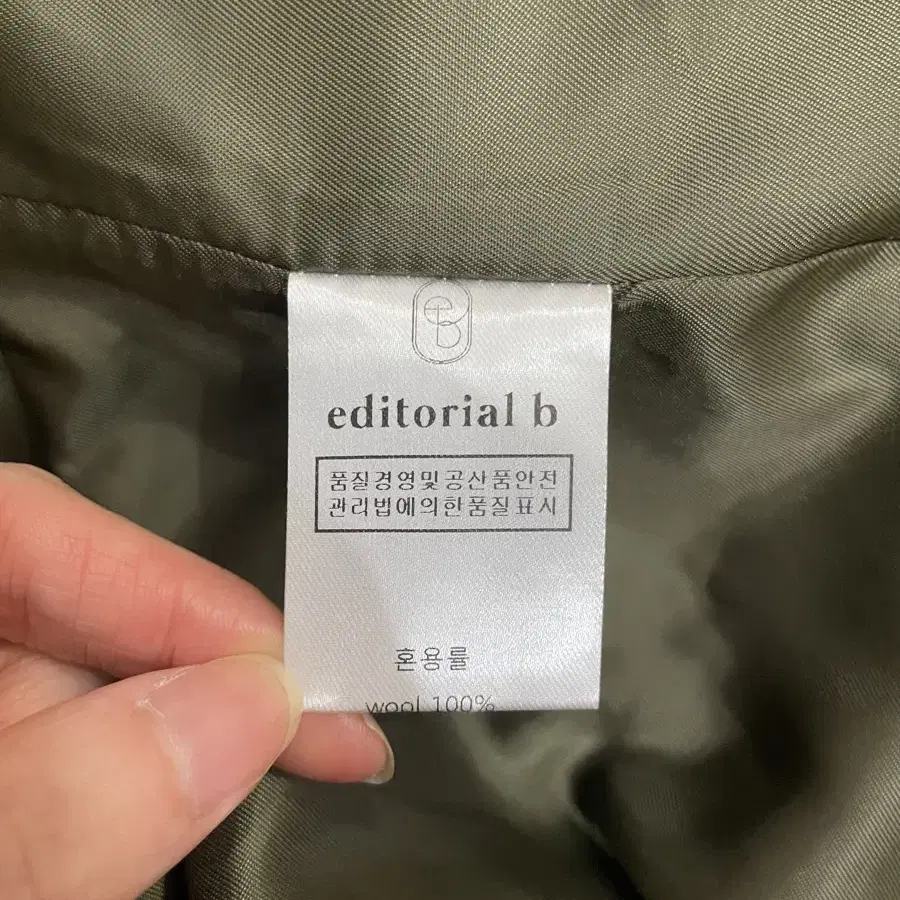 eb
editorial b
품질경영및공산품안전
관리법에의한품질표시
혼용률
wool 100%